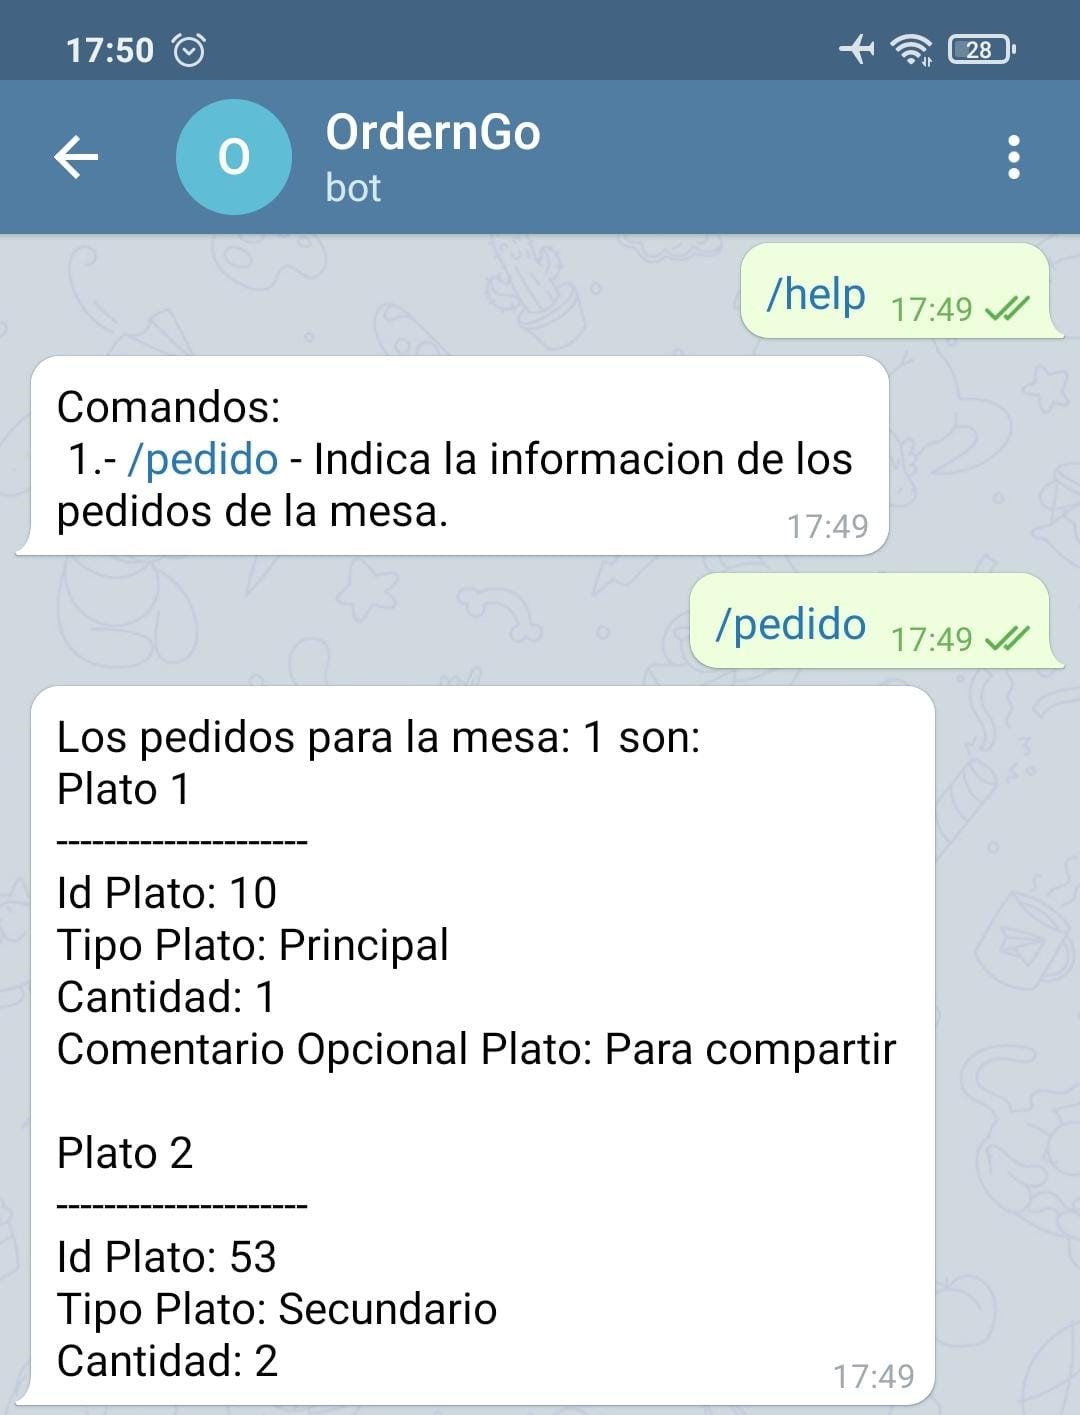 17:50
28
O
OrdernGo
bot
/help 17:49
Comandos:
1.- /pedido - Indica la informacion de los
pedidos de la mesa.
17:49
/pedido 17:49
Los pedidos para la mesa: 1 son:
Plato 1
---------------------
Id Plato: 10
Tipo Plato: Principal
Cantidad: 1
Comentario Opcional Plato: Para compartir
Plato 2
---------------------
Id Plato: 53
Tipo Plato: Secundario
Cantidad: 2
17:49